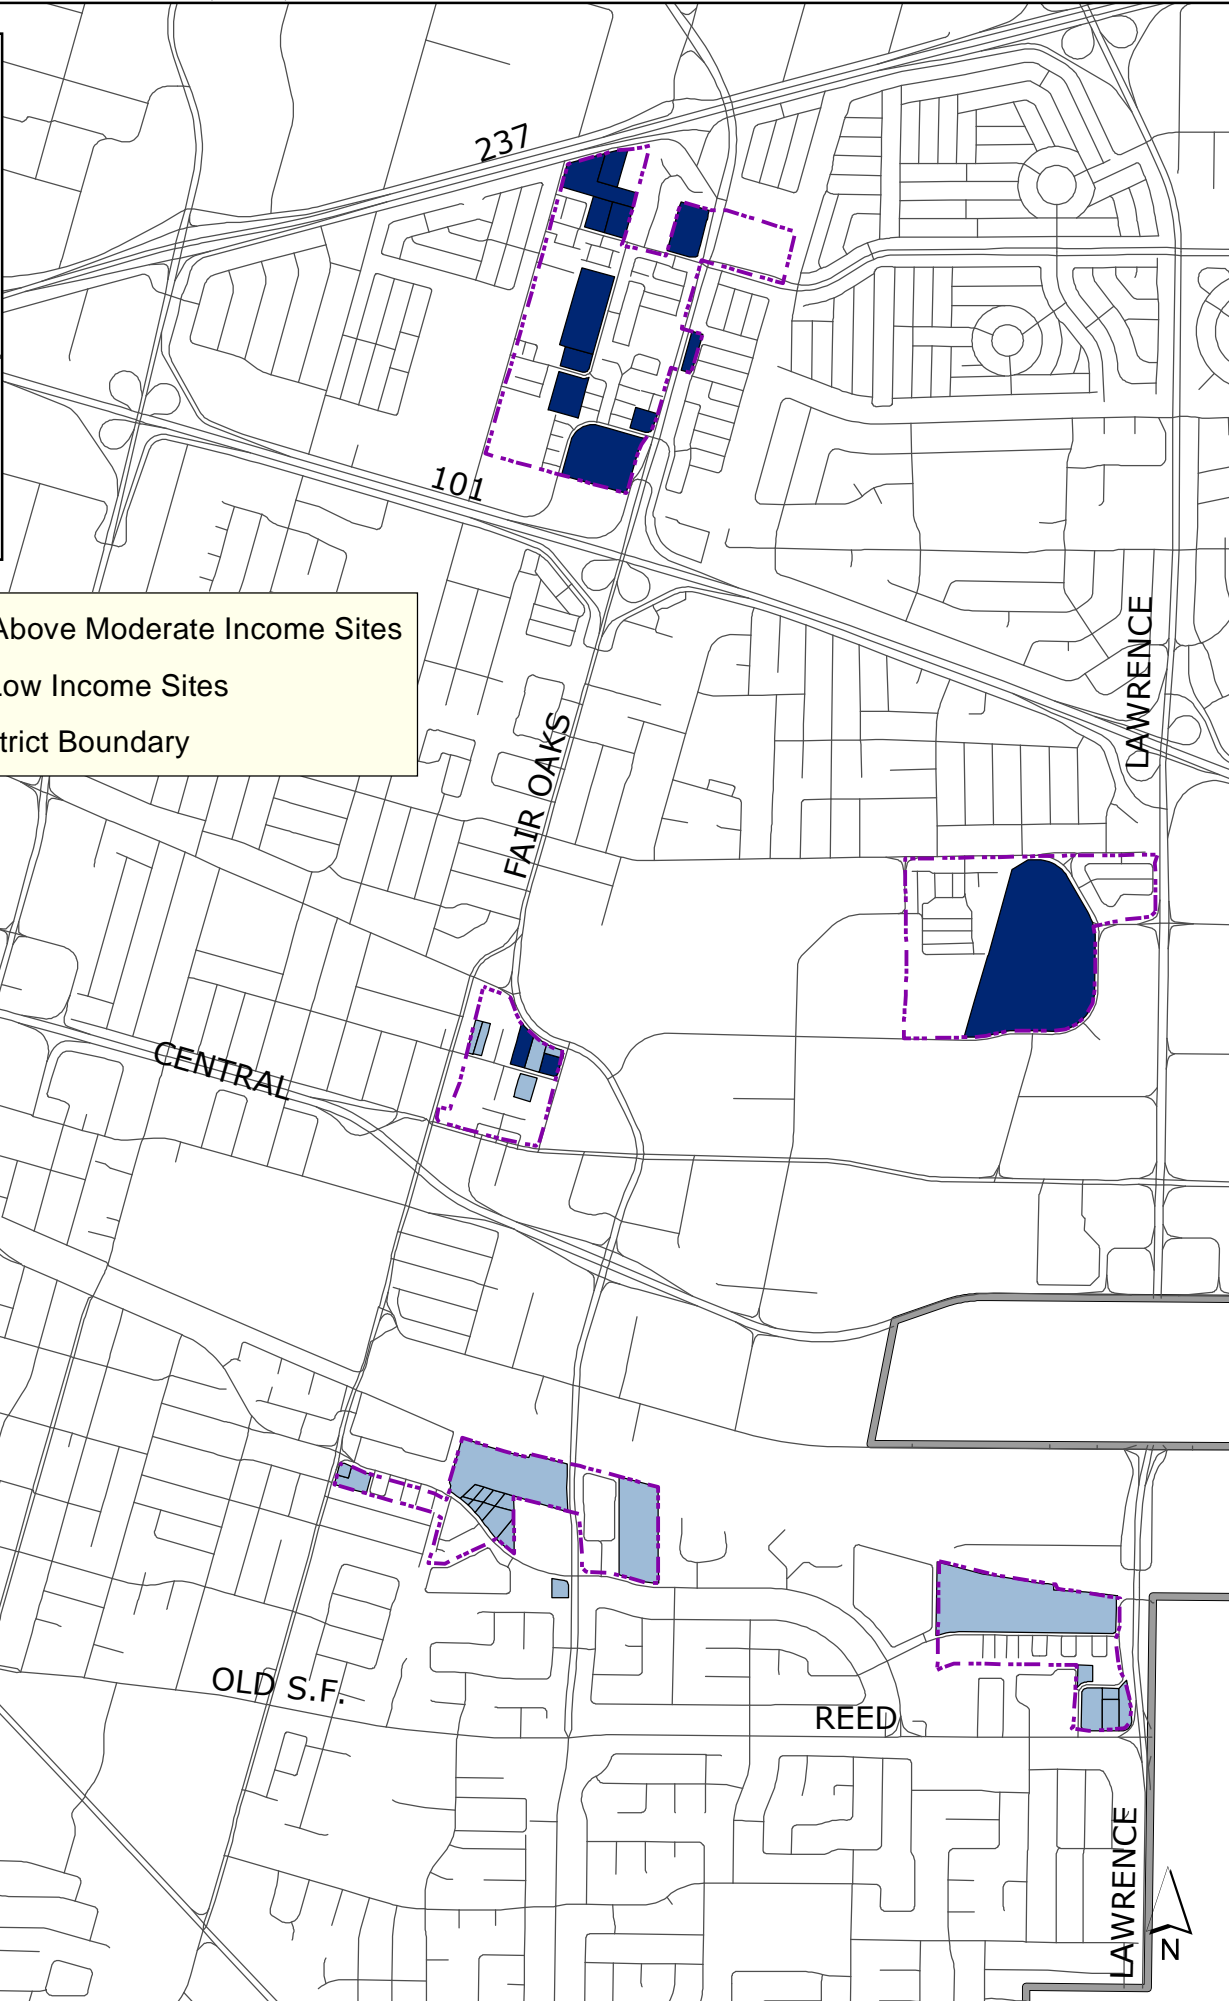 237
101
Above Moderate Income Sites
Low Income Sites
trict Boundary
LAWRENCE
FAIR OAKS
CENTRAL
OLD S.F.
REED
LAWRENCE
N